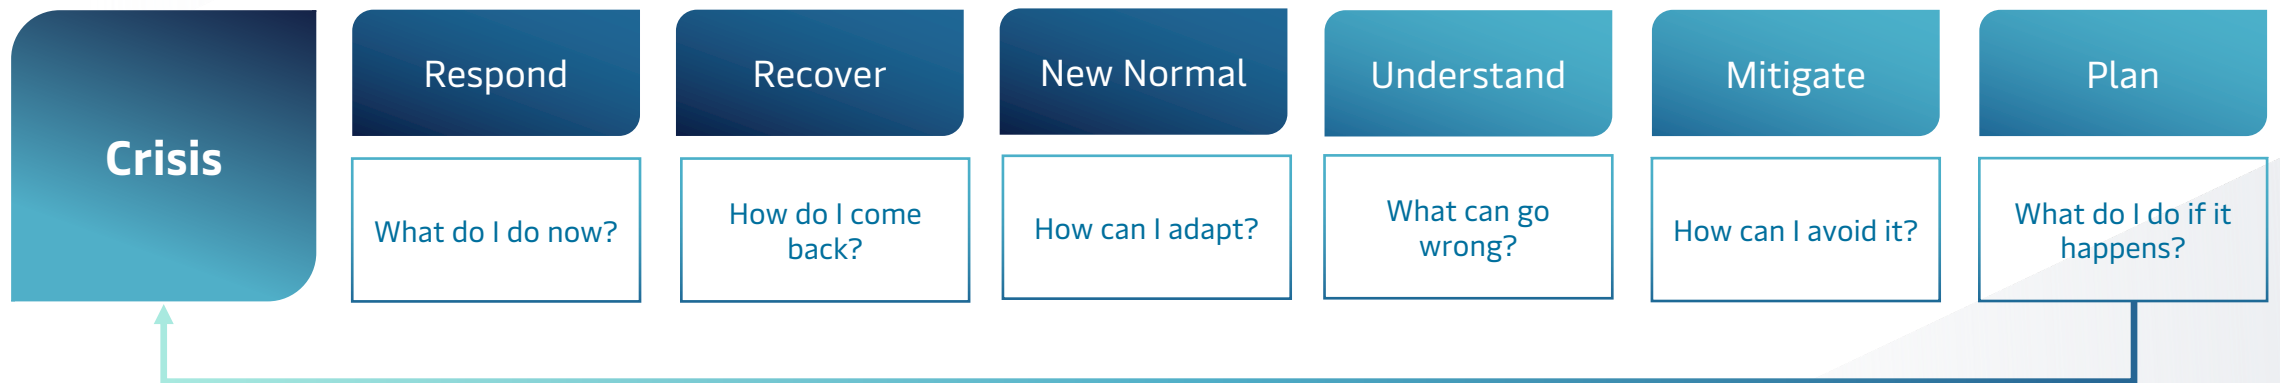 Crisis
Respond
Recover
New Normal
Understand
Mitigate
Plan
What do I do now?
How do I come
back?
How can I adapt?
What can go
wrong?
How can I avoid it?
What do I do if it
happens?